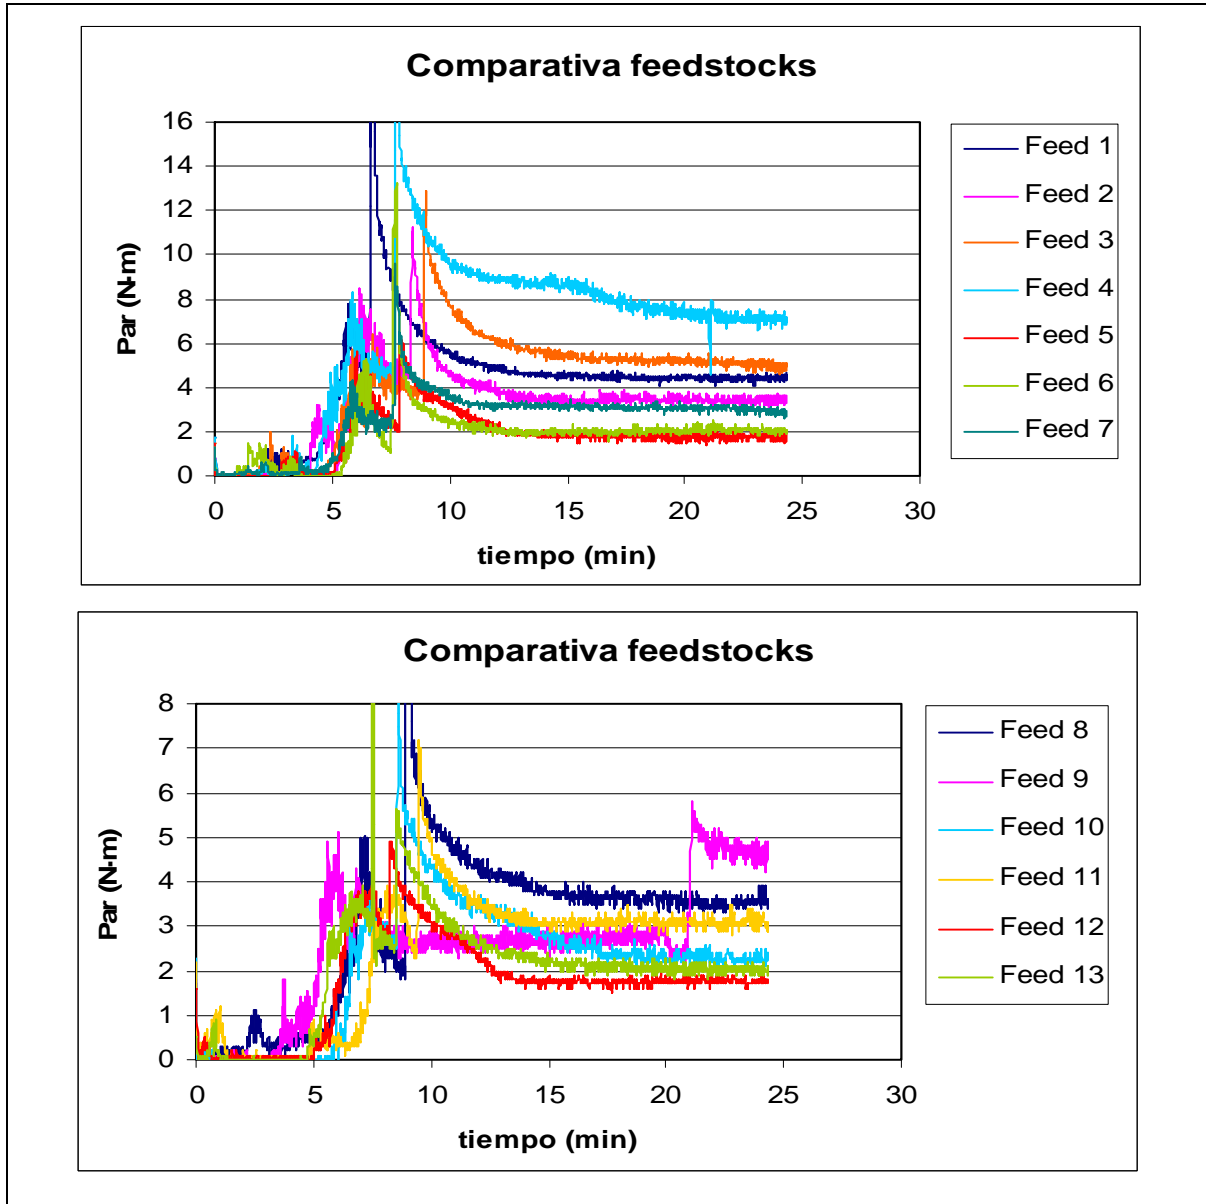 Comparativa feedstocks
16
14
12
10
8
6
4
2
0
Par (N-m)
0 5 10 15 20 25 30
tiempo (min)
Feed 1
Feed 2
Feed 3
Feed 4
Feed 5
Feed 6
Feed 7
Comparativa feedstocks
8
7
6
5
4
3
2
1
0
Par (N-m)
0 5 10 15 20 25 30
tiempo (min)
Feed 8
Feed 9
Feed 10
Feed 11
Feed 12
Feed 13